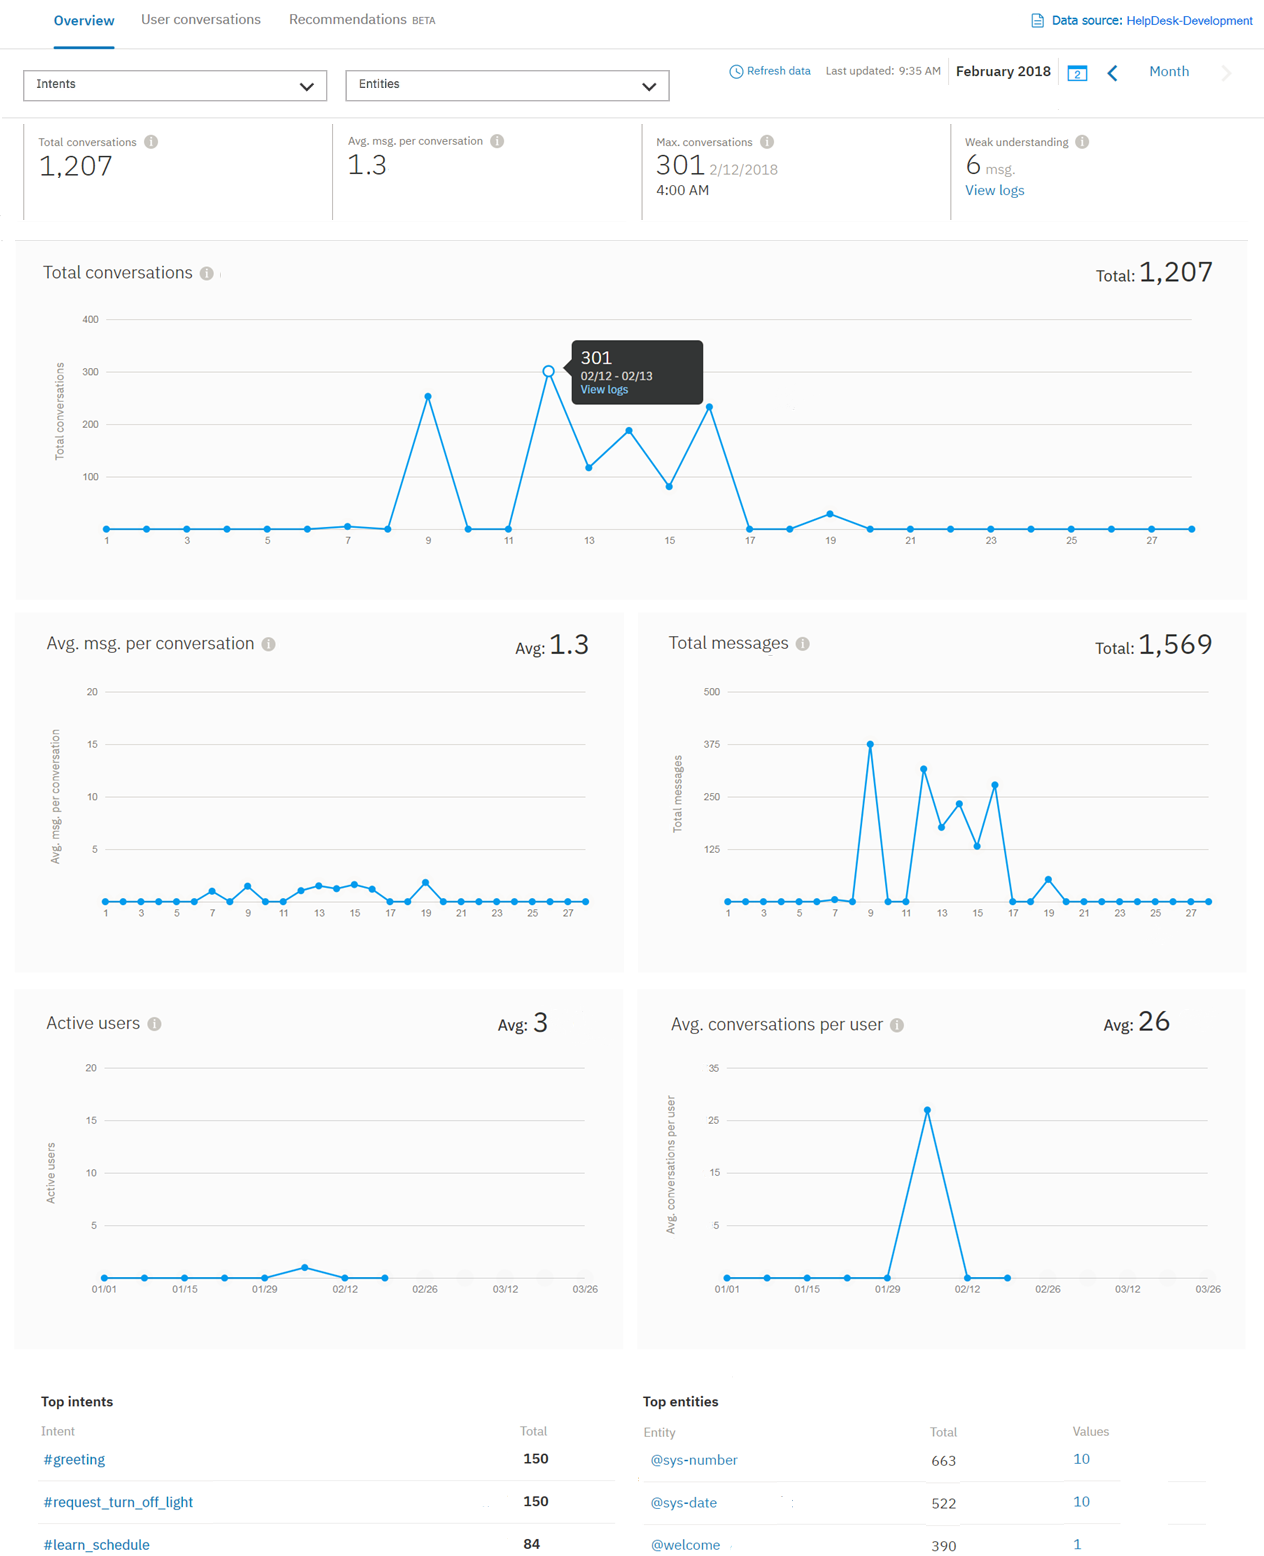 Overview User conversations Recommendations BETA Data source: HelpDesk-Development
Intents Entities Refresh data Last updated: 9:35 AM February 2018 2 Month
Total conversations Avg. msg. per conversation Max. conversations Weak understanding
1,207 1.3 301 2/12/2018 6 msg.
4:00 AM View logs
Total conversations Total: 1,207
Total conversations
400
300
200
100
301
02/12 - 02/13
View logs
1 3 5 7 9 11 13 15 17 19 21 23 25 27
Avg. msg. per conversation Avg: 1.3
Avg. msg. per conversation
20
15
10
5
1 3 5 7 9 11 13 15 17 19 21 23 25 27
Total messages Total: 1,569
Total messages
500
375
250
125
1 3 5 7 9 11 13 15 17 19 21 23 25 27
Active users Avg: 3
Active users
20
15
10
5
01/01 01/15 01/29 02/12 02/26 03/12 03/26
Avg. conversations per user Avg: 26
Avg. conversations per user
35
25
15
5
01/01 01/15 01/29 02/12 02/26 03/12 03/26
Top intents
Intent Total
#greeting 150
#request_turn_off_light 150
#learn_schedule 84
Top entities
Entity Total Values
@sys-number 663 10
@sys-date 522 10
@welcome 390 1